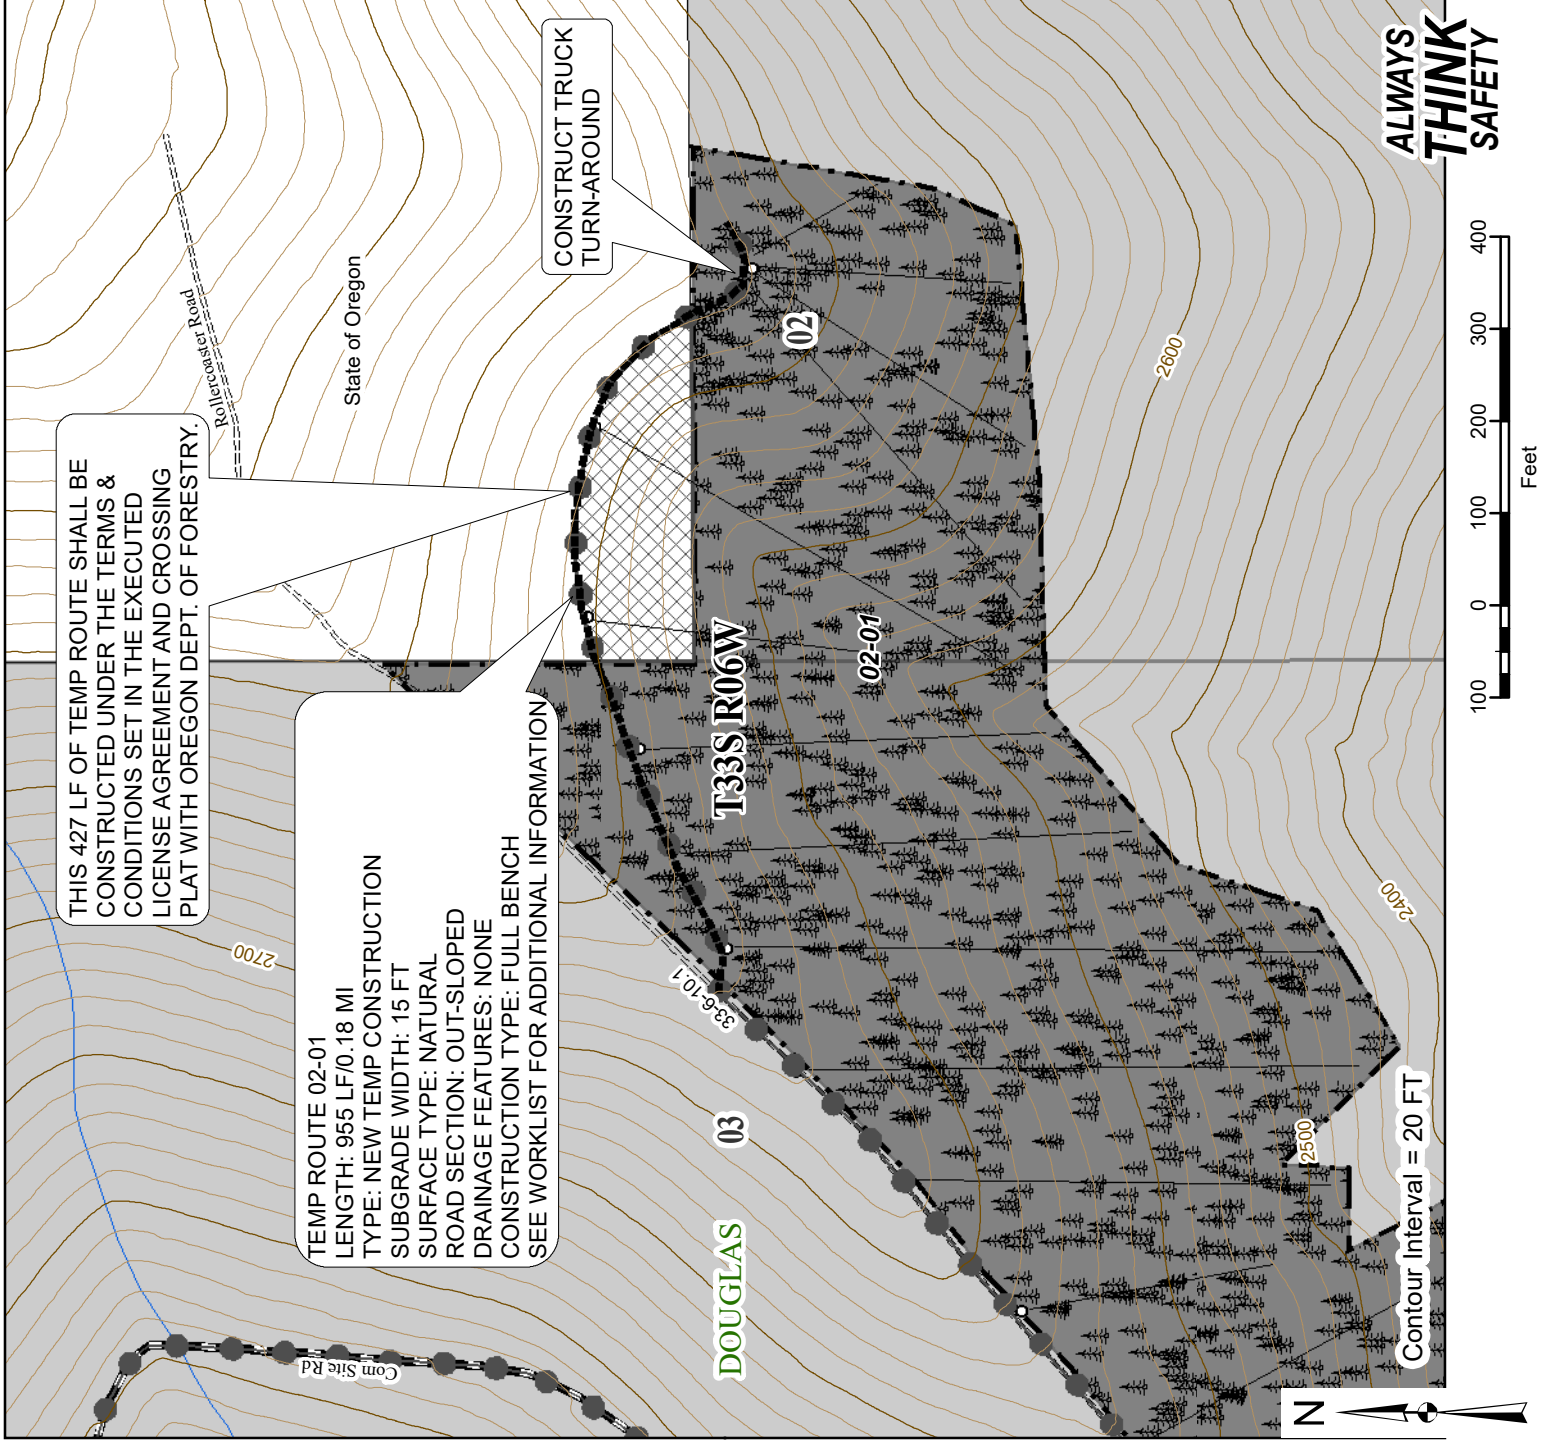 THIS 427 LF OF TEMP ROUTE SHALL BE
CONSTRUCTED UNDER THE TERMS &
CONDITIONS SET IN THE EXECUTED
LICENSE AGREEMENT AND CROSSING
PLAT WITH OREGON DEPT. OF FORESTRY.
TEMP ROUTE 02-01
LENGTH: 955 LF/0.18 MI
TYPE: NEW TEMP CONSTRUCTION
SUBGRADE WIDTH: 15 FT
SURFACE TYPE: NATURAL
ROAD SECTION: OUT-SLOPED
DRAINAGE FEATURES: NONE
CONSTRUCTION TYPE: FULL BENCH
SEE WORKLIST FOR ADDITIONAL INFORMATION
CONSTRUCT TRUCK
TURN-AROUND
Rollercoaster Road
State of Oregon
2700
Com Site Rd
33-6-10.1
T33S R06W
02
03
02-01
DOUGLAS
2600
2400
2500
Contour Interval = 20 FT
N
100 0 100 200 300 400
Feet
ALWAYS
THINK
SAFETY